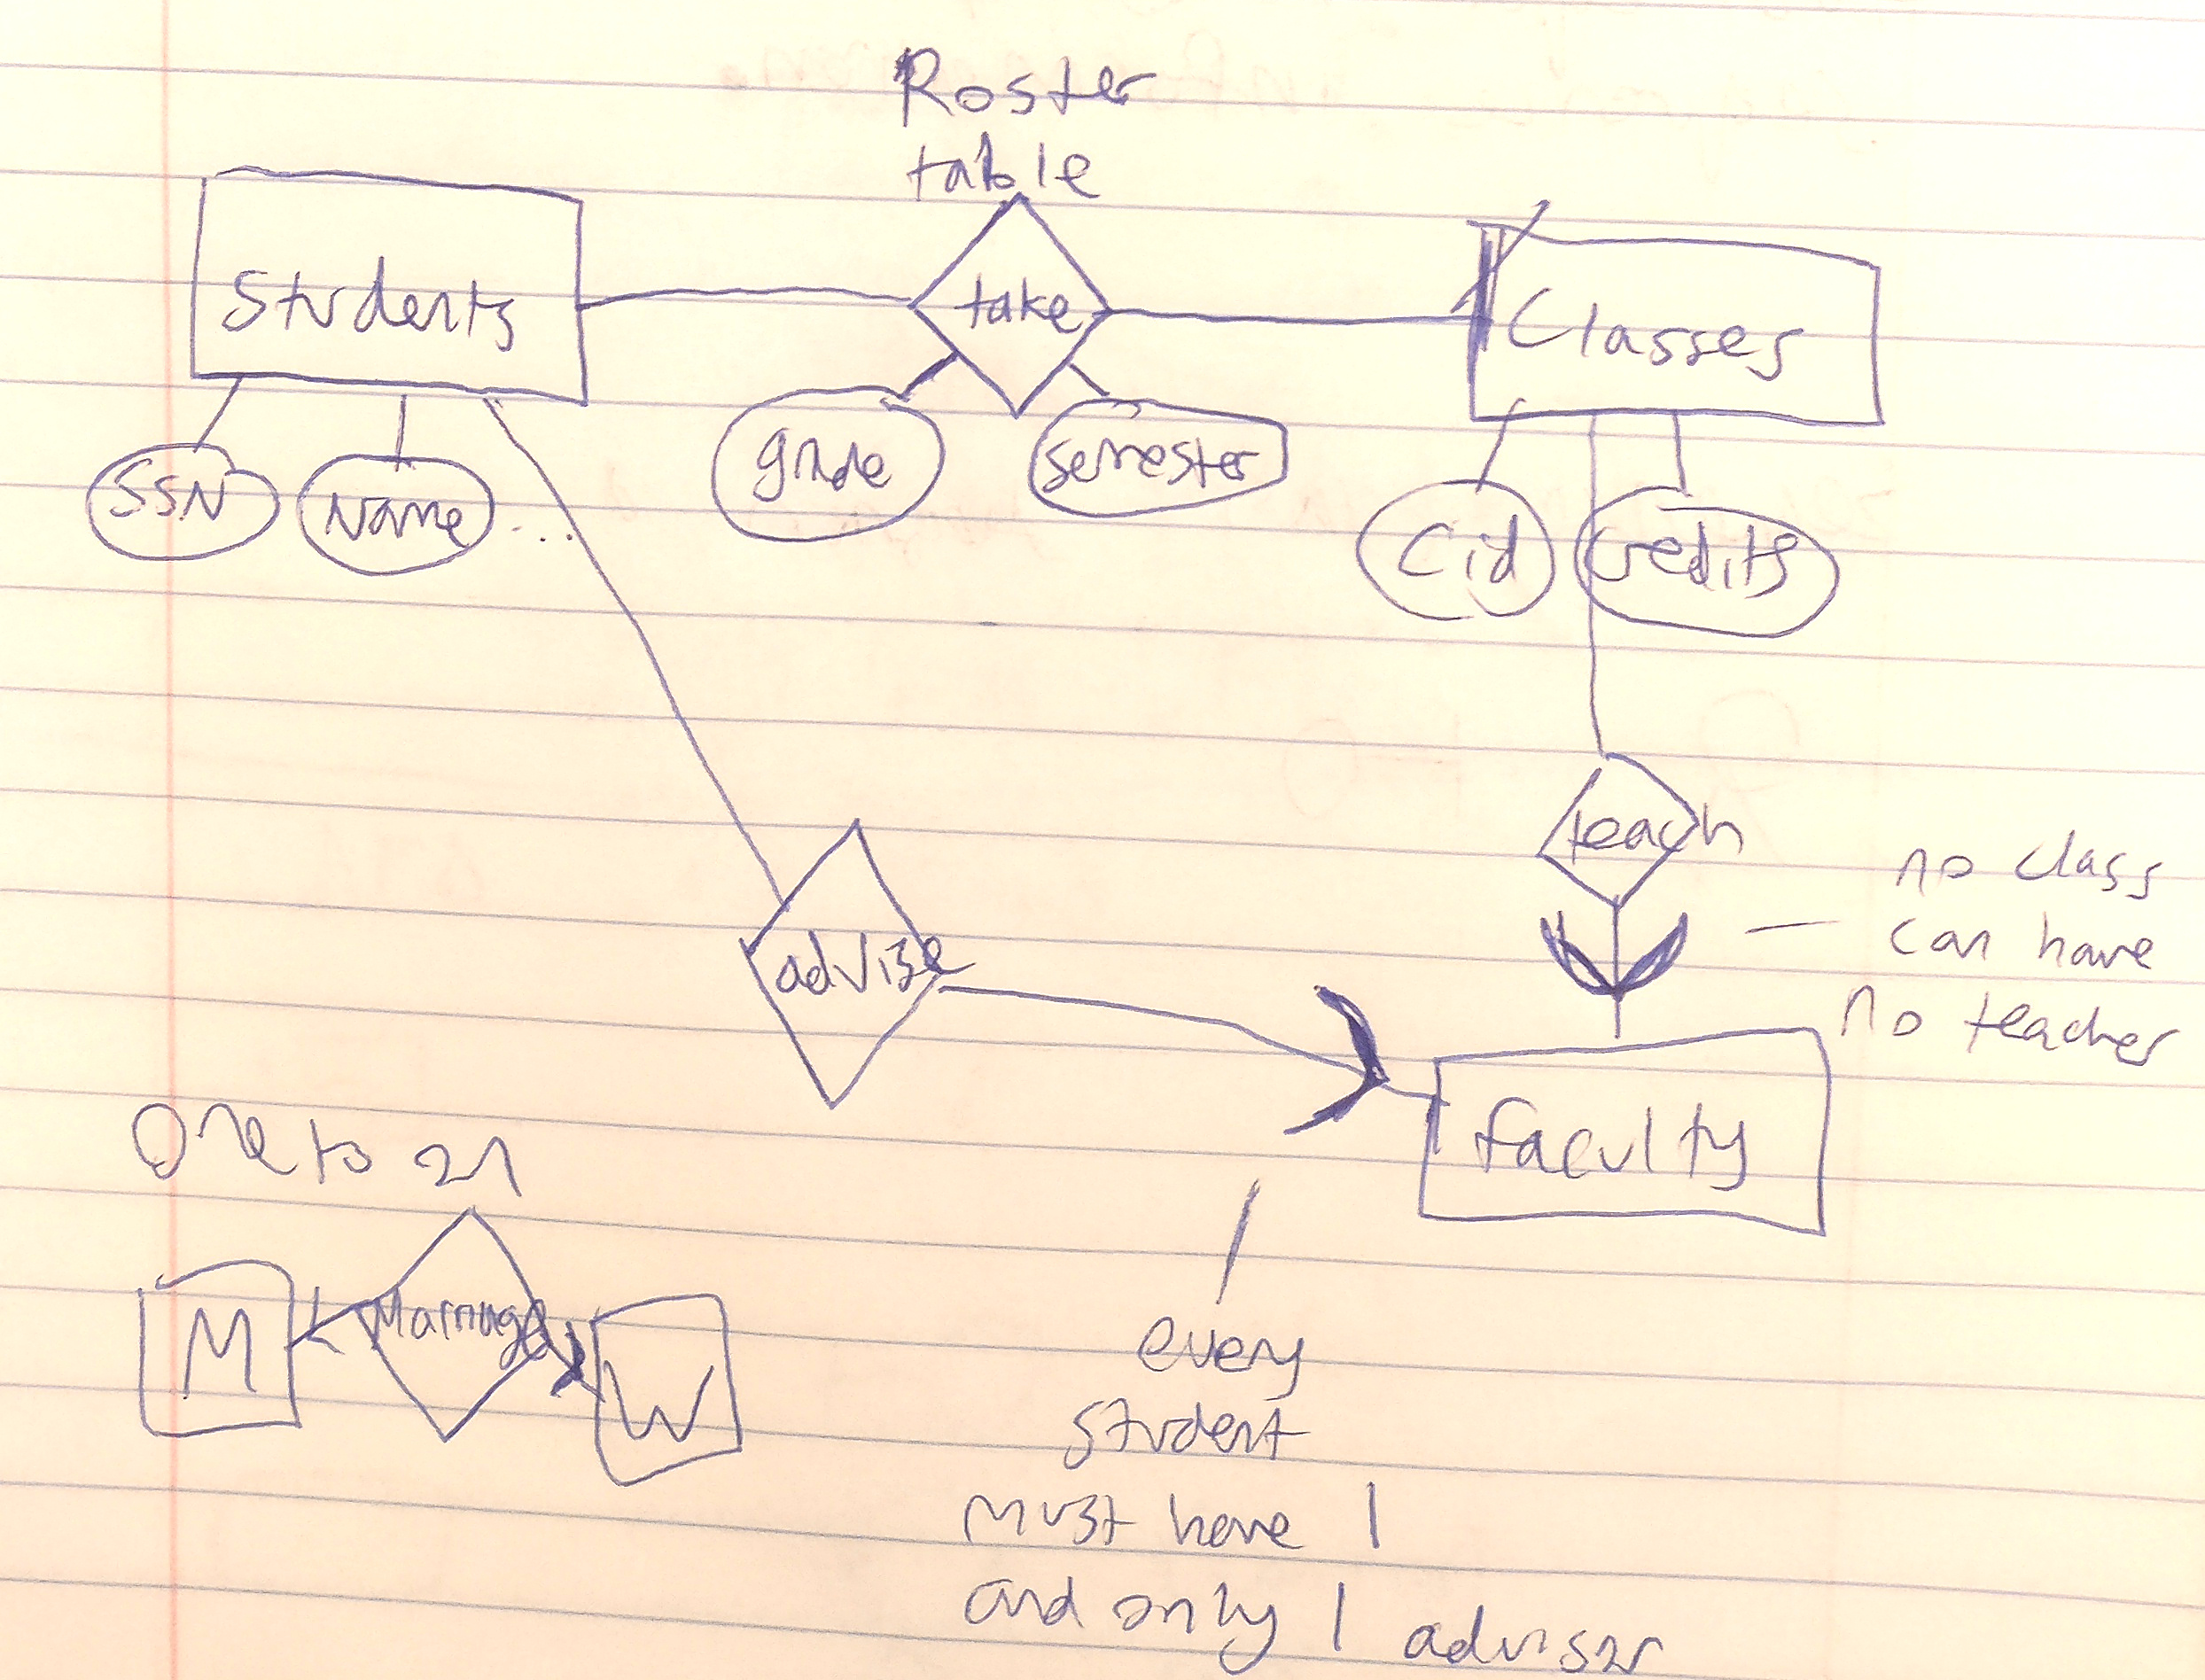 Roster
table
Students
take
Classes
SSN
Name
...
grade
semester
Cid
credits
teach
no class
can have
no teacher
advise
faculty
One to
M
Marriage
W
every
student
must have 1
and only 1 advisor